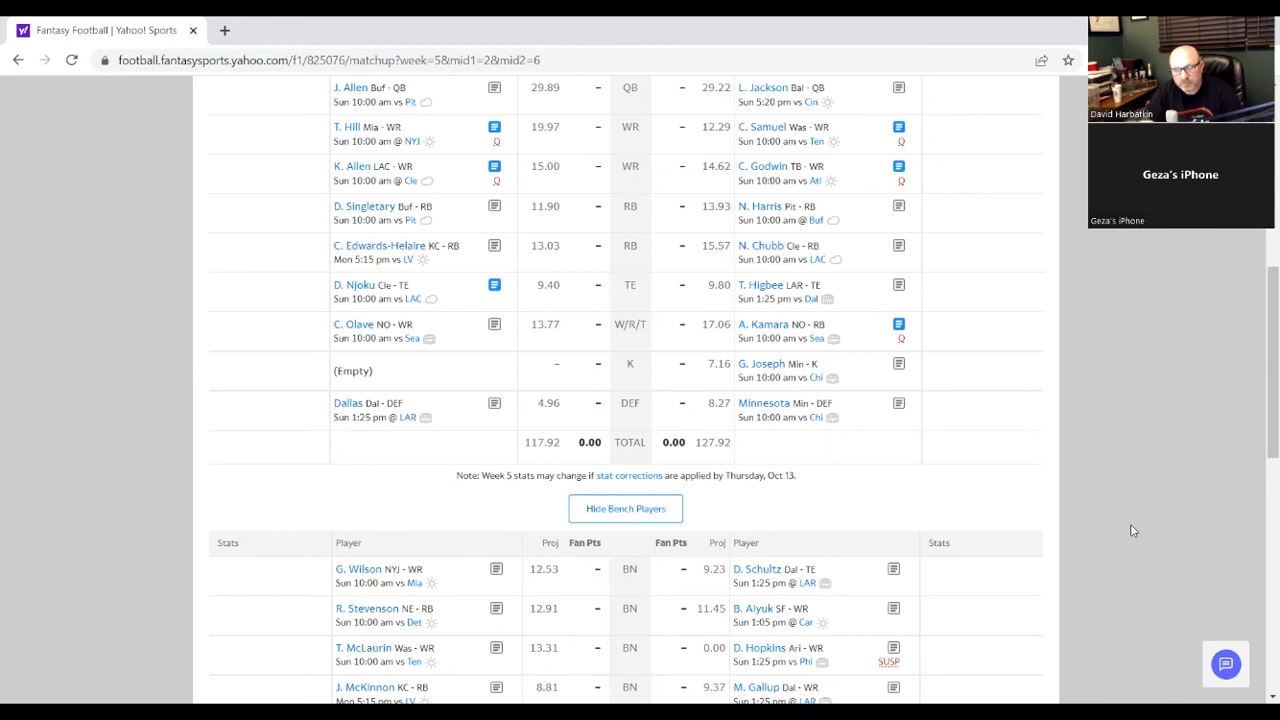 Fantasy Football | Yahoo! Sports
football.fantasysports.yahoo.com/f1/825076/matchup?week=5&mid1=2&mid2=6
David Harbatkin
Geza's iPhone
Geza's iPhone
J. Allen Buf - QB 29.89 – QB – 29.22 L. Jackson Bal - QB
Sun 10:00 am vs Pit Sun 5:20 pm vs Cin
T. Hill Mia - WR 19.97 – WR – 12.29 C. Samuel Was - WR
Sun 10:00 am @ NYJ Q Sun 10:00 am vs Ten Q
K. Allen LAC - WR 15.00 – WR – 14.62 C. Godwin TB - WR
Sun 10:00 am @ Cle Q Sun 10:00 am vs Atl Q
D. Singletary Buf - RB 11.90 – RB – 13.93 N. Harris Pit - RB
Sun 10:00 am vs Pit Sun 10:00 am @ Buf
C. Edwards-Helaire KC - RB 13.03 – RB – 15.57 N. Chubb Cle - RB
Mon 5:15 pm vs LV Sun 10:00 am vs LAC
D. Njoku Cle - TE 9.40 – TE – 9.80 T. Higbee LAR - TE
Sun 10:00 am vs LAC Sun 1:25 pm vs Dal
C. Olave NO - WR 13.77 – W/R/T – 17.06 A. Kamara NO - RB
Sun 10:00 am vs Sea Sun 10:00 am vs Sea Q
(Empty) – – K – 7.16 G. Joseph Min - K
Sun 10:00 am vs Chi
Dallas Dal - DEF 4.96 – DEF – 8.27 Minnesota Min - DEF
Sun 1:25 pm @ LAR Sun 10:00 am vs Chi
117.92 0.00 TOTAL 0.00 127.92
Note: Week 5 stats may change if stat corrections are applied by Thursday, Oct 13.
Hide Bench Players
Stats Player Proj Fan Pts Fan Pts Proj Player Stats
G. Wilson NYJ - WR 12.53 – BN – 9.23 D. Schultz Dal - TE
Sun 10:00 am vs Mia Sun 1:25 pm @ LAR
R. Stevenson NE - RB 12.91 – BN – 11.45 B. Aiyuk SF - WR
Sun 10:00 am vs Det Sun 1:05 pm @ Car
T. McLaurin Was - WR 13.31 – BN – 0.00 D. Hopkins Ari - WR
Sun 10:00 am vs Ten Sun 1:25 pm vs Phi SUSP
J. McKinnon KC - RB 8.81 – BN – 9.37 M. Gallup Dal - WR
Mon 5:15 pm vs LV Sun 1:25 pm @ LAR